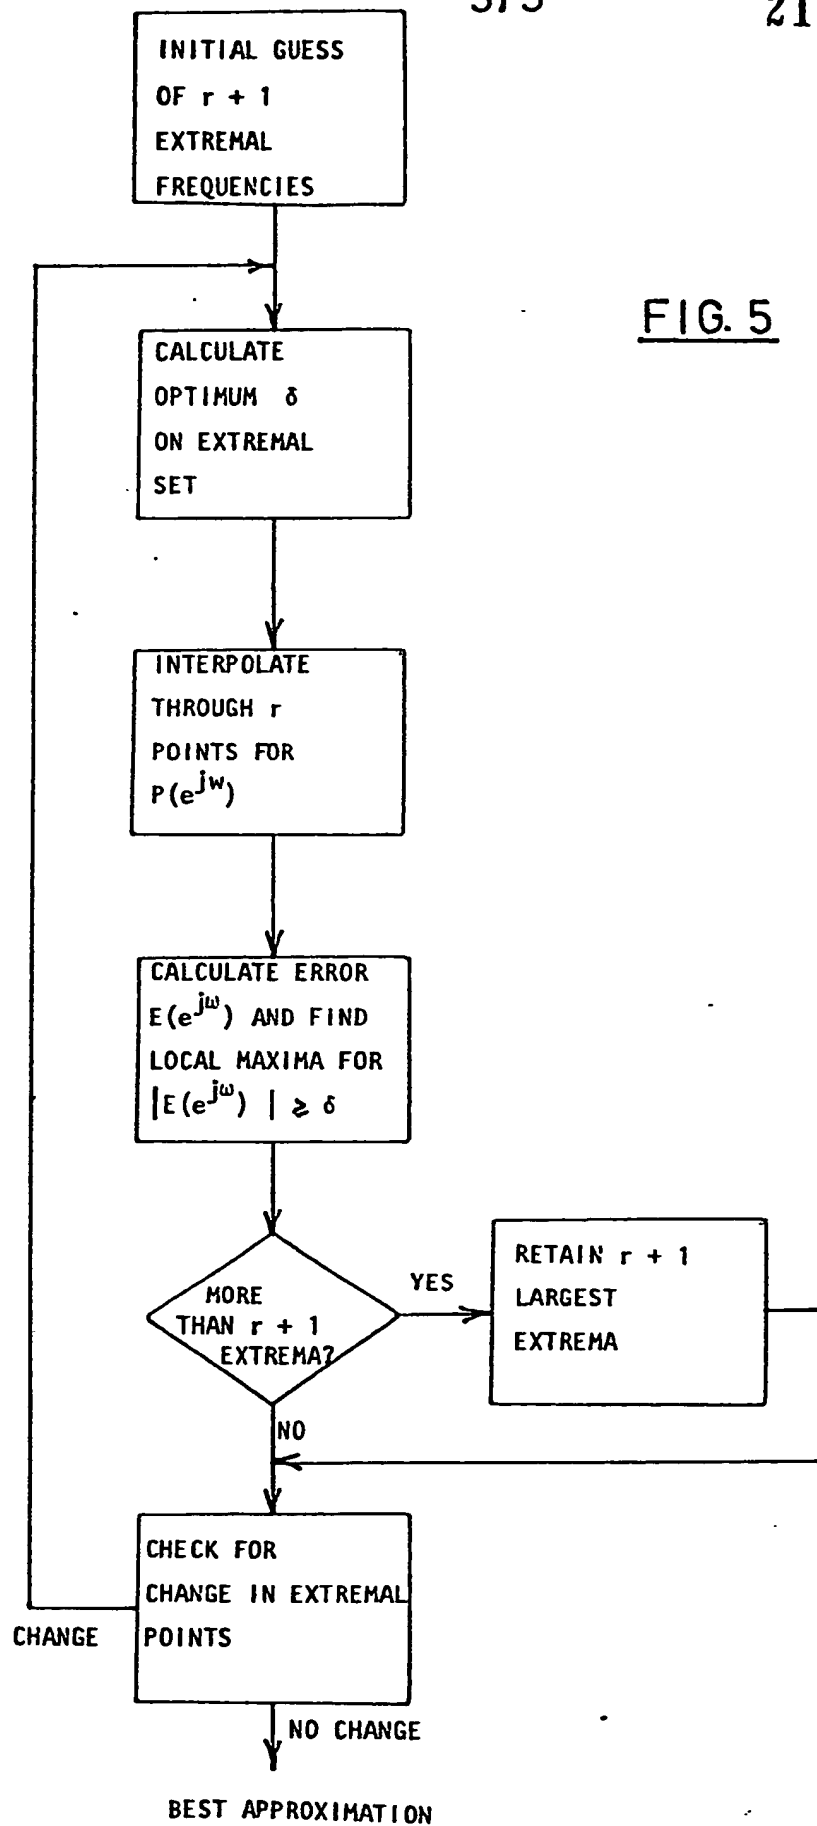 INITIAL GUESS
OF r + 1
EXTREMAL
FREQUENCIES
FIG. 5
CALCULATE
OPTIMUM δ
ON EXTREMAL
SET
INTERPOLATE
THROUGH r
POINTS FOR
P(e^jw)
CALCULATE ERROR
E(e^jω) AND FIND
LOCAL MAXIMA FOR
|E(e^jω) | ⩾ δ
MORE
THAN r + 1
EXTREMA?
YES
RETAIN r + 1
LARGEST
EXTREMA
NO
CHECK FOR
CHANGE IN EXTREMAL
POINTS
CHANGE
NO CHANGE
BEST APPROXIMATION